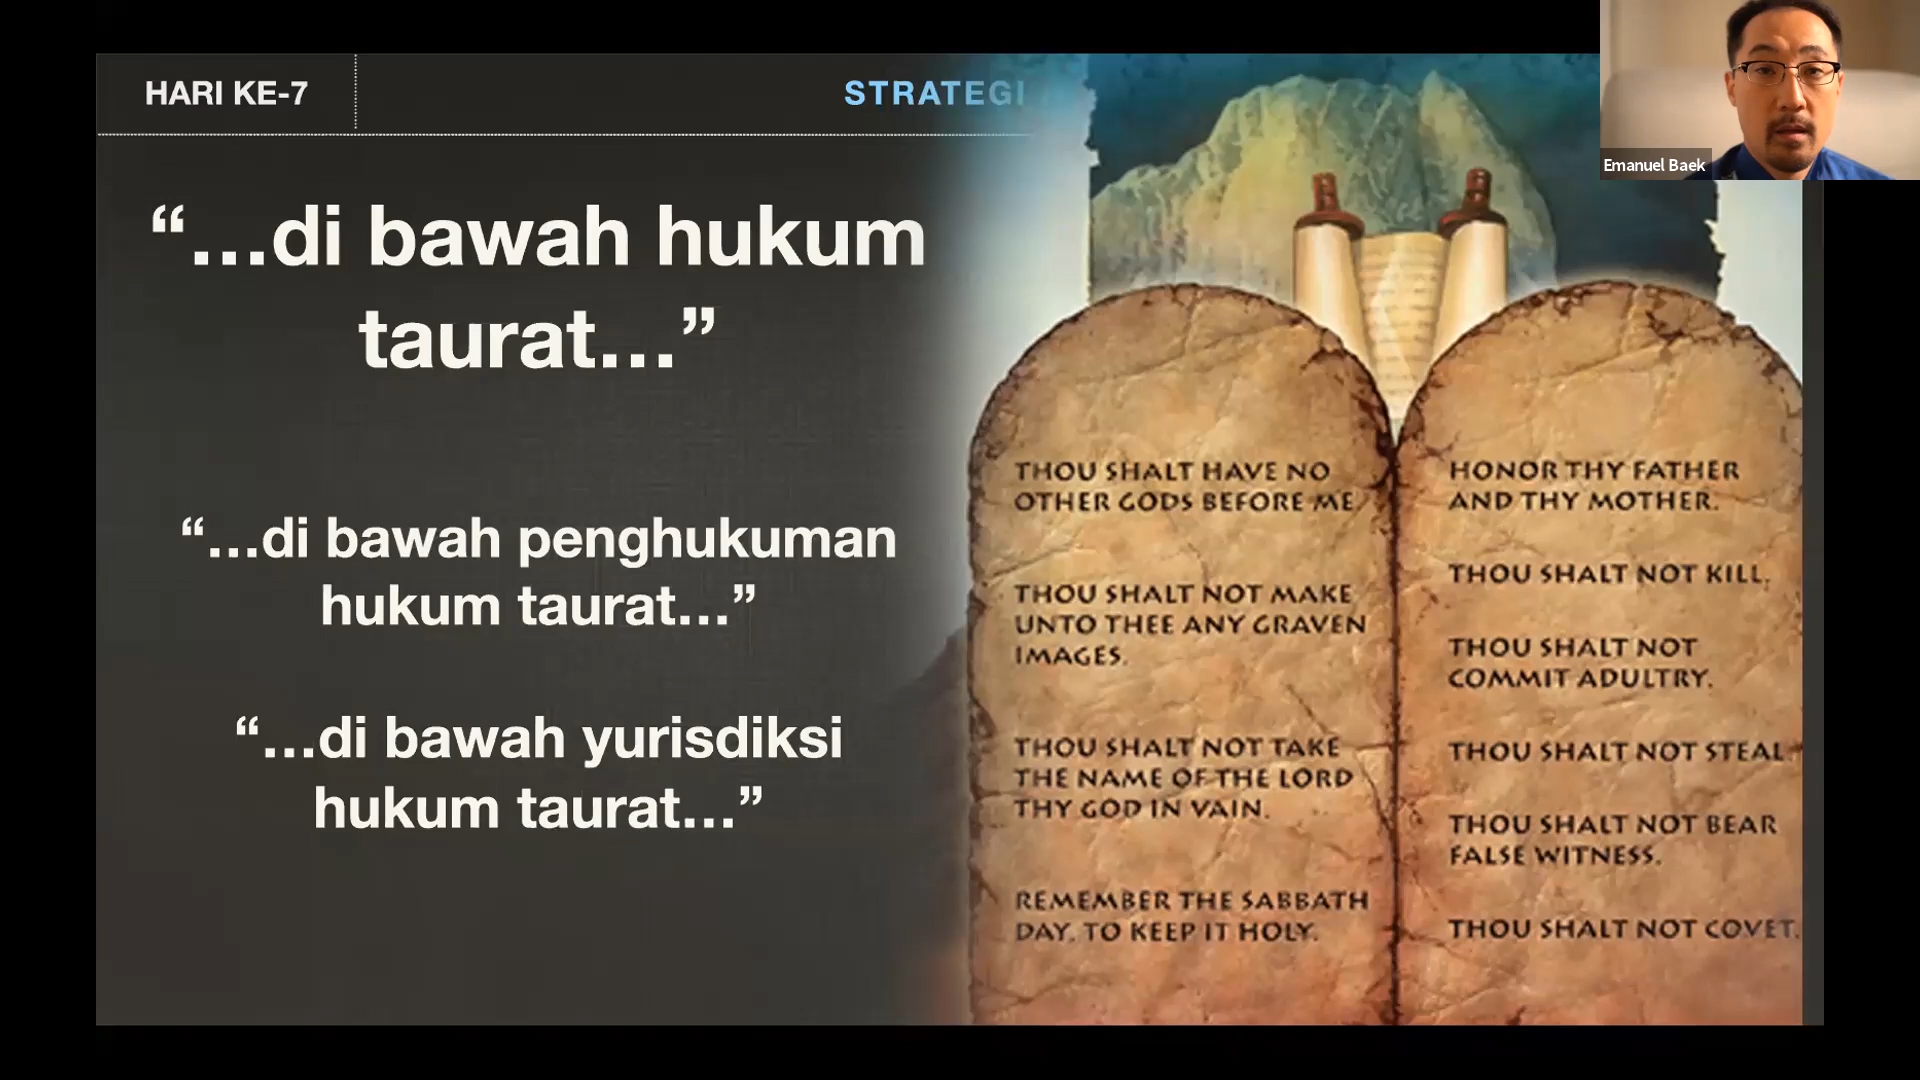 HARI KE-7
STRATEGI
Emanuel Baek
“...di bawah hukum
taurat...”
“...di bawah penghukuman
hukum taurat...”
“...di bawah yurisdiksi
hukum taurat...”
THOU SHALT HAVE NO
OTHER GODS BEFORE ME.
THOU SHALT NOT MAKE
UNTO THEE ANY GRAVEN
IMAGES.
THOU SHALT NOT TAKE
THE NAME OF THE LORD
THY GOD IN VAIN.
REMEMBER THE SABBATH
DAY, TO KEEP IT HOLY.
HONOR THY FATHER
AND THY MOTHER.
THOU SHALT NOT KILL.
THOU SHALT NOT
COMMIT ADULTRY.
THOU SHALT NOT STEAL.
THOU SHALT NOT BEAR
FALSE WITNESS.
THOU SHALT NOT COVET.